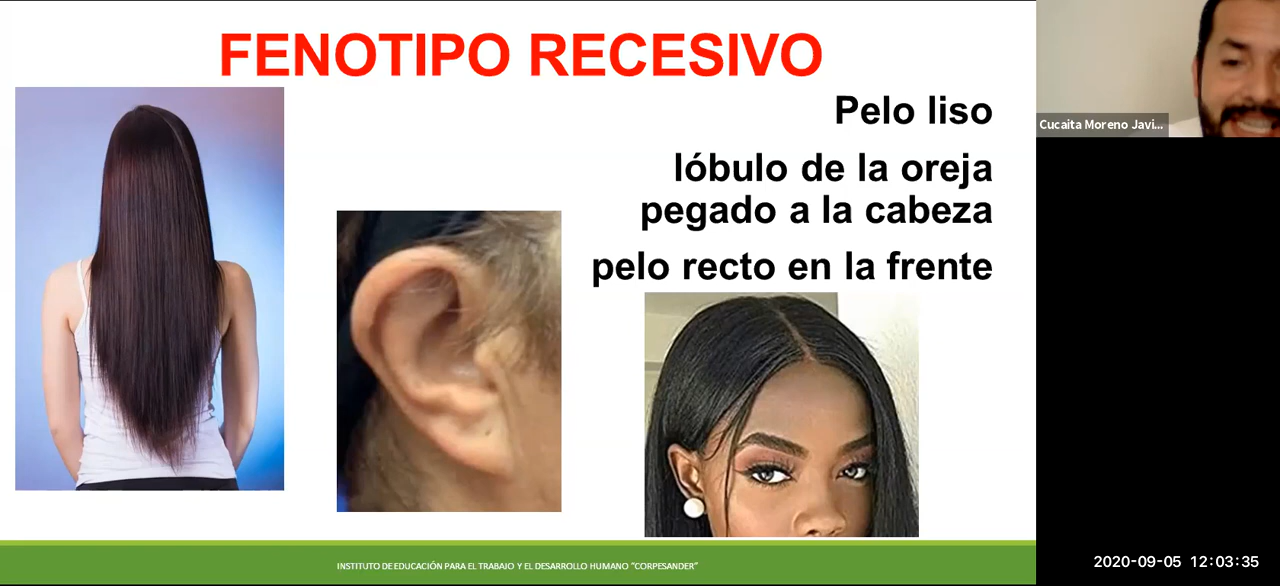 FENOTIPO RECESIVO
Pelo liso
lóbulo de la oreja
pegado a la cabeza
pelo recto en la frente
Cucaita Moreno Javi...
INSTITUTO DE EDUCACIÓN PARA EL TRABAJO Y EL DESARROLLO HUMANO "CORPESANDER"
2020-09-05 12:03:35